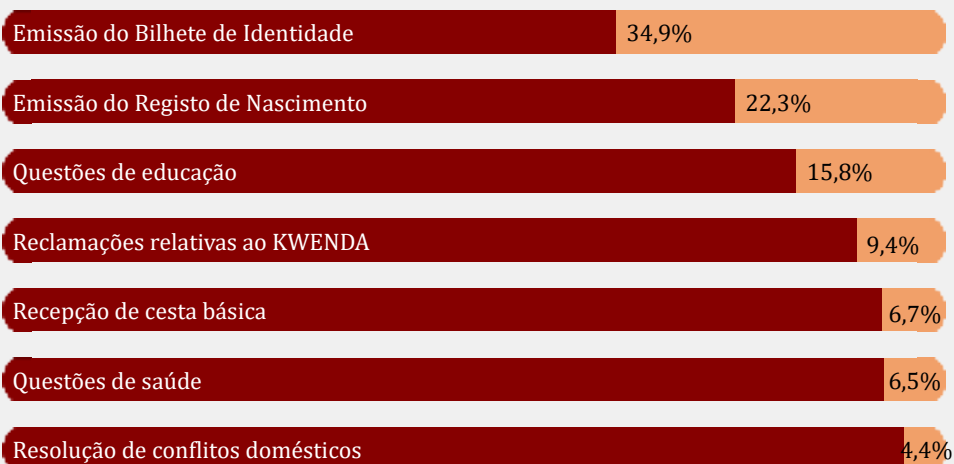 Emissão do Bilhete de Identidade 34,9%
Emissão do Registo de Nascimento 22,3%
Questões de educação 15,8%
Reclamações relativas ao KWENDA 9,4%
Recepção de cesta básica 6,7%
Questões de saúde 6,5%
Resolução de conflitos domésticos 4,4%